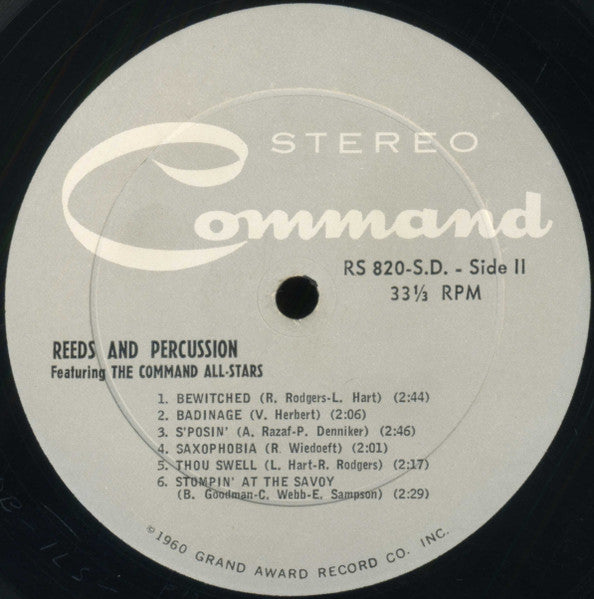 STEREO
Command
RS 820-S.D. - Side II
33⅓ RPM
REEDS AND PERCUSSION
Featuring THE COMMAND ALL-STARS
1. BEWITCHED (R. Rodgers-L. Hart) (2:44)
2. BADINAGE (V. Herbert) (2:06)
3. S'POSIN' (A. Razaf-P. Denniker) (2:46)
4. SAXOPHOBIA (R. Wiedoeft) (2:01)
5. THOU SWELL (L. Hart-R. Rodgers) (2:17)
6. STOMPIN' AT THE SAVOY
(B. Goodman-C. Webb-E. Sampson) (2:29)
©1960 GRAND AWARD RECORD CO. INC.